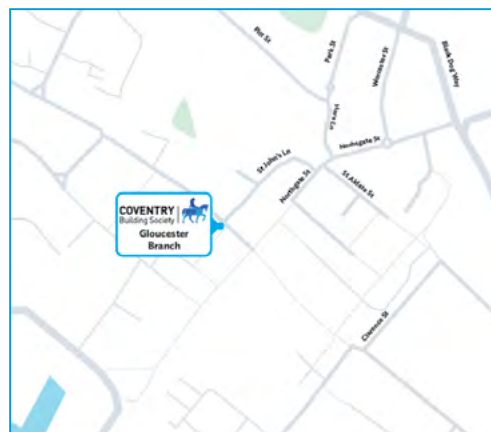 Pitt St
Park St
Worcester St
Black Dog Way
Hare Ln
Northgate St
St John's Ln
Northgate St
St Aldate St
COVENTRY
Building Society
Gloucester
Branch
Clarence St